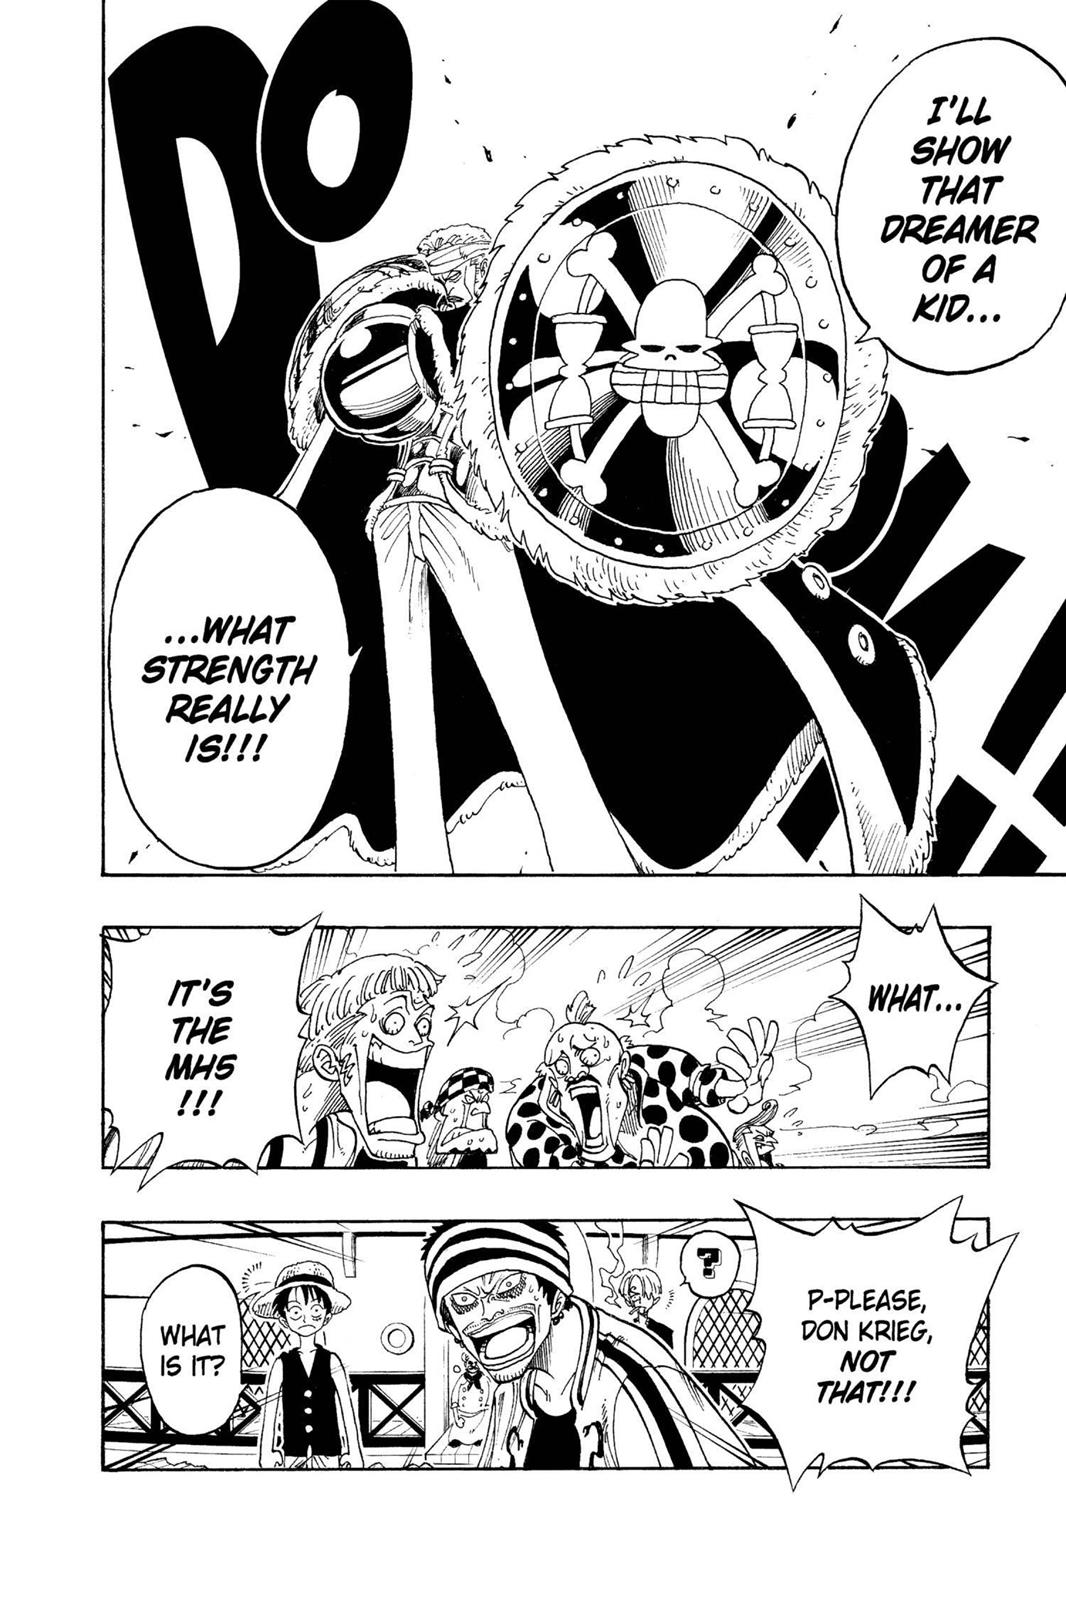 DOOM
I'LL
SHOW
THAT
DREAMER
OF A
KID...
...WHAT
STRENGTH
REALLY
IS!!!
WHAT...
IT'S
THE
MH5
!!!
P-PLEASE,
DON KRIEG,
NOT
THAT!!!
?
WHAT
IS IT?